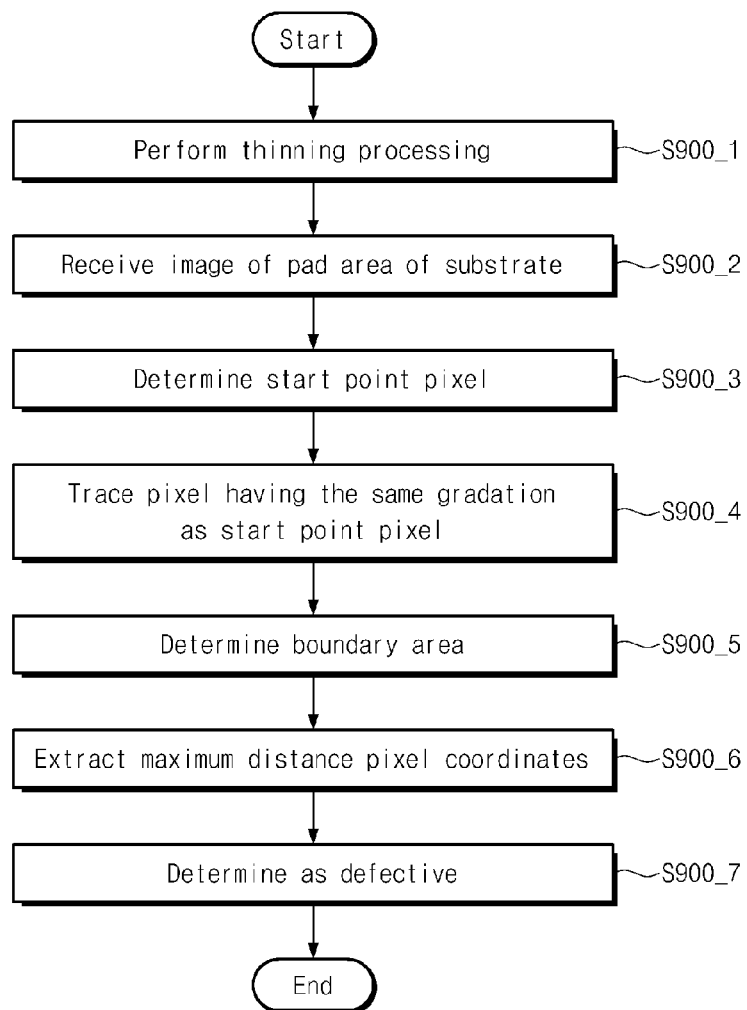 Start
Perform thinning processing
S900_1
Receive image of pad area of substrate
S900_2
Determine start point pixel
S900_3
Trace pixel having the same gradation
as start point pixel
S900_4
Determine boundary area
S900_5
Extract maximum distance pixel coordinates
S900_6
Determine as defective
S900_7
End